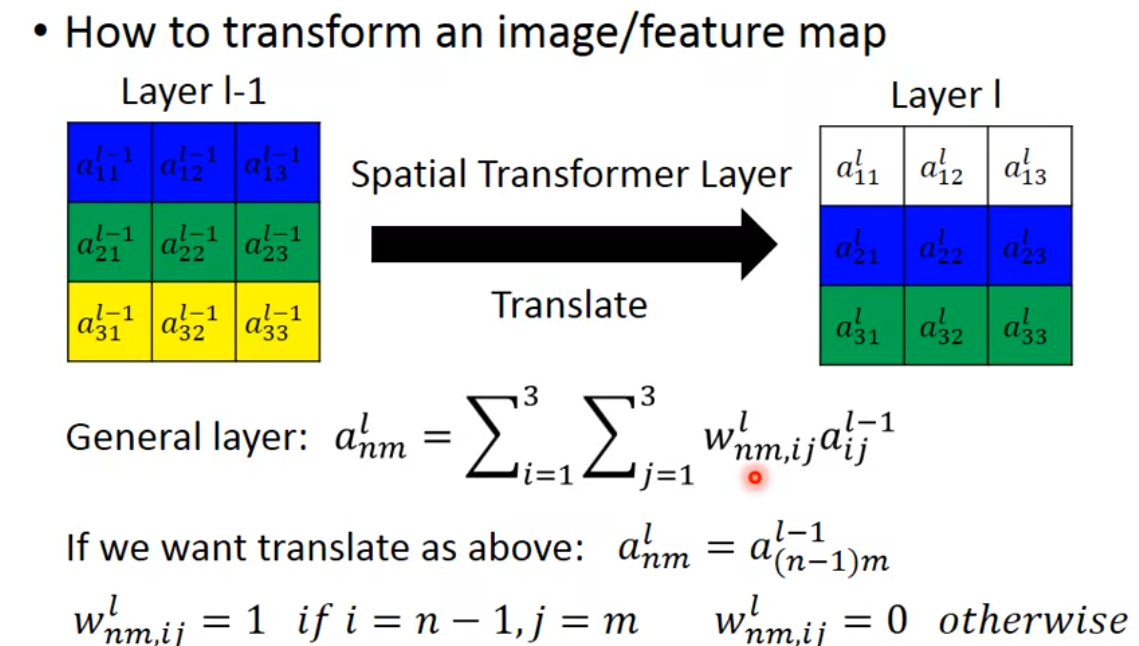 • How to transform an image/feature map
Layer l-1
Layer l
a_{11}^{l-1} a_{12}^{l-1} a_{13}^{l-1}
a_{21}^{l-1} a_{22}^{l-1} a_{23}^{l-1}
a_{31}^{l-1} a_{32}^{l-1} a_{33}^{l-1}
Spatial Transformer Layer
Translate
a_{11}^{l} a_{12}^{l} a_{13}^{l}
a_{21}^{l} a_{22}^{l} a_{23}^{l}
a_{31}^{l} a_{32}^{l} a_{33}^{l}
General layer: a_{nm}^{l} = ∑_{i=1}^{3} ∑_{j=1}^{3} w_{nm,ij}^{l} a_{ij}^{l-1}
If we want translate as above: a_{nm}^{l} = a_{(n-1)m}^{l-1}
w_{nm,ij}^{l} = 1 if i = n − 1, j = m w_{nm,ij}^{l} = 0 otherwise